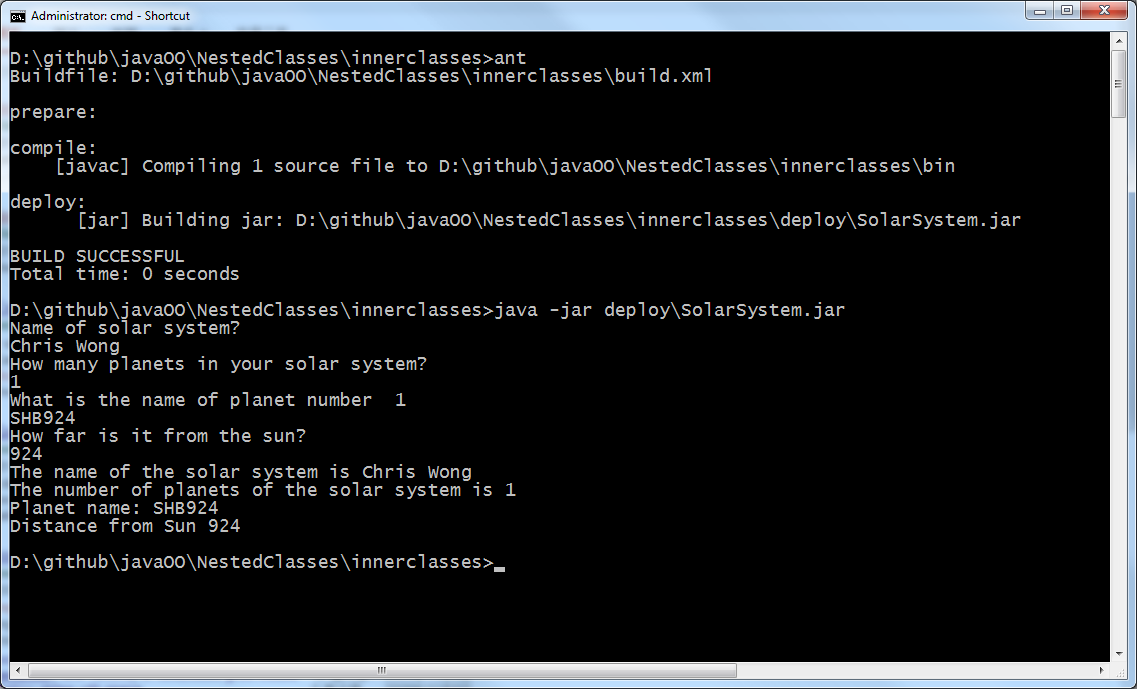 Administrator: cmd - Shortcut
D:\github\javaOO\NestedClasses\innerclasses>ant
Buildfile: D:\github\javaOO\NestedClasses\innerclasses\build.xml
prepare:
compile:
[javac] Compiling 1 source file to D:\github\javaOO\NestedClasses\innerclasses\bin
deploy:
[jar] Building jar: D:\github\javaOO\NestedClasses\innerclasses\deploy\SolarSystem.jar
BUILD SUCCESSFUL
Total time: 0 seconds
D:\github\javaOO\NestedClasses\innerclasses>java -jar deploy\SolarSystem.jar
Name of solar system?
Chris Wong
How many planets in your solar system?
1
What is the name of planet number  1
SHB924
How far is it from the sun?
924
The name of the solar system is Chris Wong
The number of planets of the solar system is 1
Planet name: SHB924
Distance from Sun 924
D:\github\javaOO\NestedClasses\innerclasses>